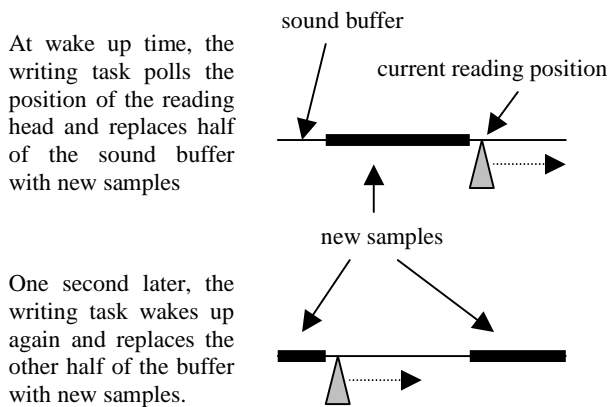 sound buffer
At wake up time, the
writing task polls the
position of the reading
head and replaces half
of the sound buffer
with new samples
current reading position
new samples
One second later, the
writing task wakes up
again and replaces the
other half of the buffer
with new samples.